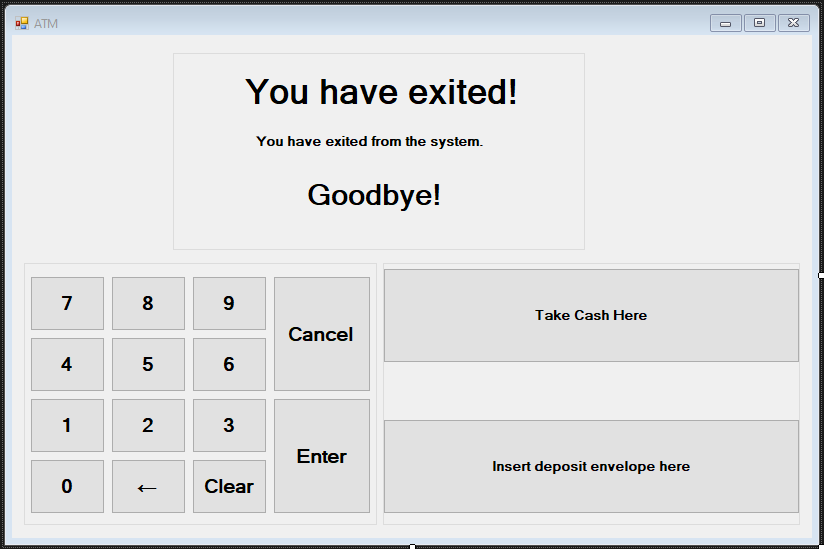 ATM
You have exited!
You have exited from the system.
Goodbye!
7 8 9 Cancel
4 5 6
1 2 3 Enter
0 ← Clear
Take Cash Here
Insert deposit envelope here